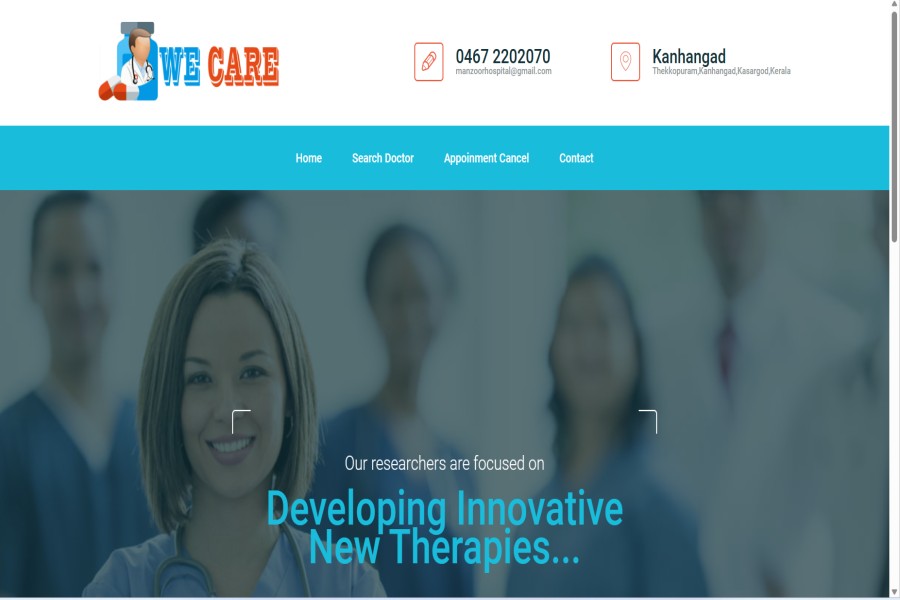 WE CARE
0467 2202070
manzoorhospital@gmail.com
Kanhangad
Thekkopuram,Kanhangad,Kasargod,Kerala
Home Search Doctor Appoinment Cancel Contact
Our researchers are focused on
Developing Innovative
New Therapies...